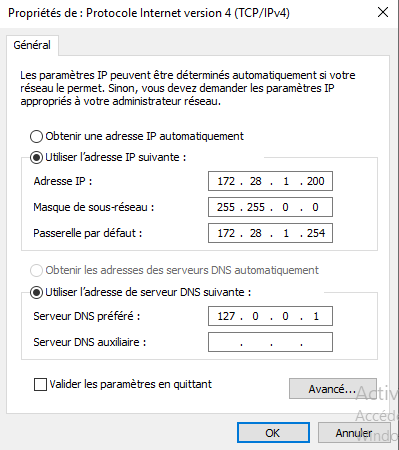 Propriétés de : Protocole Internet version 4 (TCP/IPv4)
Général
Les paramètres IP peuvent être déterminés automatiquement si votre
réseau le permet. Sinon, vous devez demander les paramètres IP
appropriés à votre administrateur réseau.
Obtenir une adresse IP automatiquement
Utiliser l'adresse IP suivante :
Adresse IP : 172 . 28 . 1 . 200
Masque de sous-réseau : 255 . 255 . 0 . 0
Passerelle par défaut : 172 . 28 . 1 . 254
Obtenir les adresses des serveurs DNS automatiquement
Utiliser l'adresse de serveur DNS suivante :
Serveur DNS préféré : 127 . 0 . 0 . 1
Serveur DNS auxiliaire : . . .
Valider les paramètres en quittant
Avancé...
Activ
Accéde
Window
OK Annuler